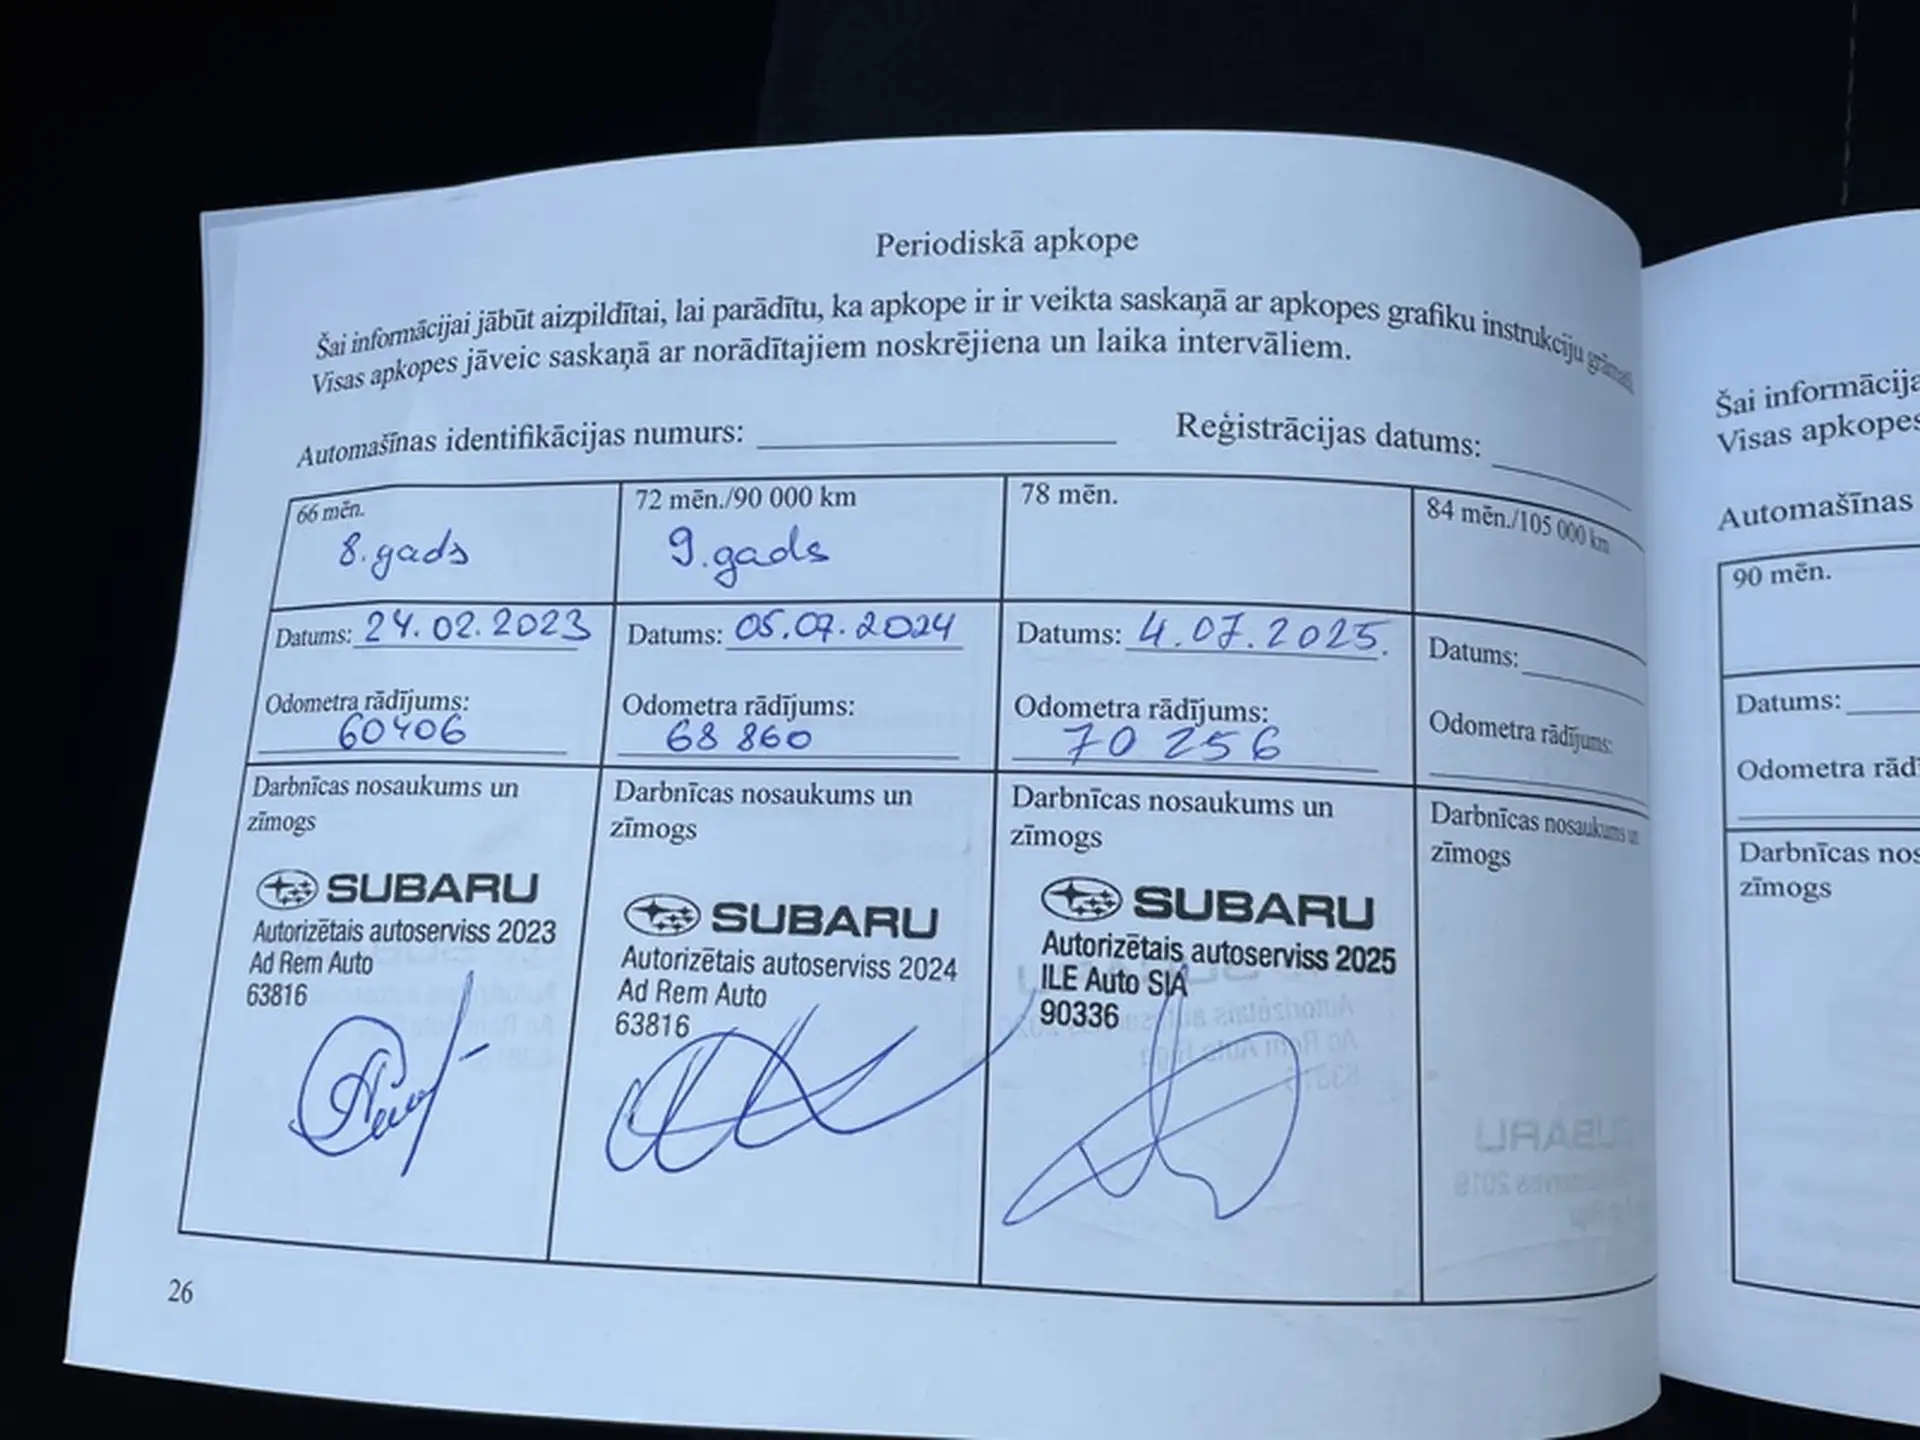 Periodiskā apkope
Šai informācijai jābūt aizpildītai, lai parādītu, ka apkope ir ir veikta saskaņā ar apkopes grafiku instrukciju
Visas apkopes jāveic saskaņā ar norādītajiem noskrējiena un laika intervāliem.
Automašīnas identifikācijas numurs:
Reģistrācijas datums:
66 mēn.
8.gads
Datums: 24.02.2023
Odometra rādījums:
60406
Darbnīcas nosaukums un
zīmogs
SUBARU
Autorizētais autoserviss 2023
Ad Rem Auto
63816
72 mēn./90 000 km
9.gads
Datums: 05.07.2024
Odometra rādījums:
68 860
Darbnīcas nosaukums un
zīmogs
SUBARU
Autorizētais autoserviss 2024
Ad Rem Auto
63816
78 mēn.
Datums: 4.07.2025.
Odometra rādījums:
70 256
Darbnīcas nosaukums un
zīmogs
SUBARU
Autorizētais autoserviss 2025
ILE Auto SIA
90336
84 mēn./105 000 km
Datums:
Odometra rādījums:
Darbnīcas nosaukums un
zīmogs
26
Šai informācija
Visas apkopes
Automašīnas
90 mēn.
Datums:
Odometra rādī
Darbnīcas nos
zīmogs